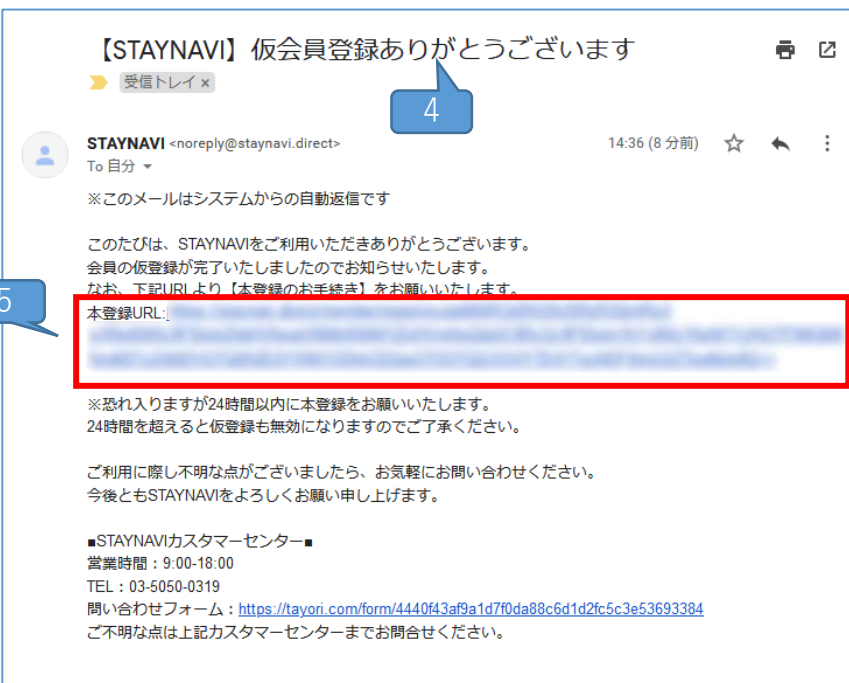 【STAYNAVI】仮会員登録ありがとうございます
受信トレイ ×
4
STAYNAVI <noreply@staynavi.direct>
14:36 (8 分前)
To 自分
※このメールはシステムからの自動返信です
このたびは、STAYNAVIをご利用いただきありがとうございます。
会員の仮登録が完了いたしましたのでお知らせいたします。
なお、下記URLより【本登録のお手続き】をお願いいたします。
5
本登録URL:
※恐れ入りますが24時間以内に本登録をお願いいたします。
24時間を超えると仮登録も無効になりますのでご了承ください。
ご利用に際し不明な点がございましたら、お気軽にお問い合わせください。
今後ともSTAYNAVIをよろしくお願い申し上げます。
■STAYNAVIカスタマーセンター■
営業時間：9:00-18:00
TEL：03-5050-0319
問い合わせフォーム：https://tayori.com/form/4440f43af9a1d7f0da88c6d1d2fc5c3e53693384
ご不明な点は上記カスタマーセンターまでお問合せください。